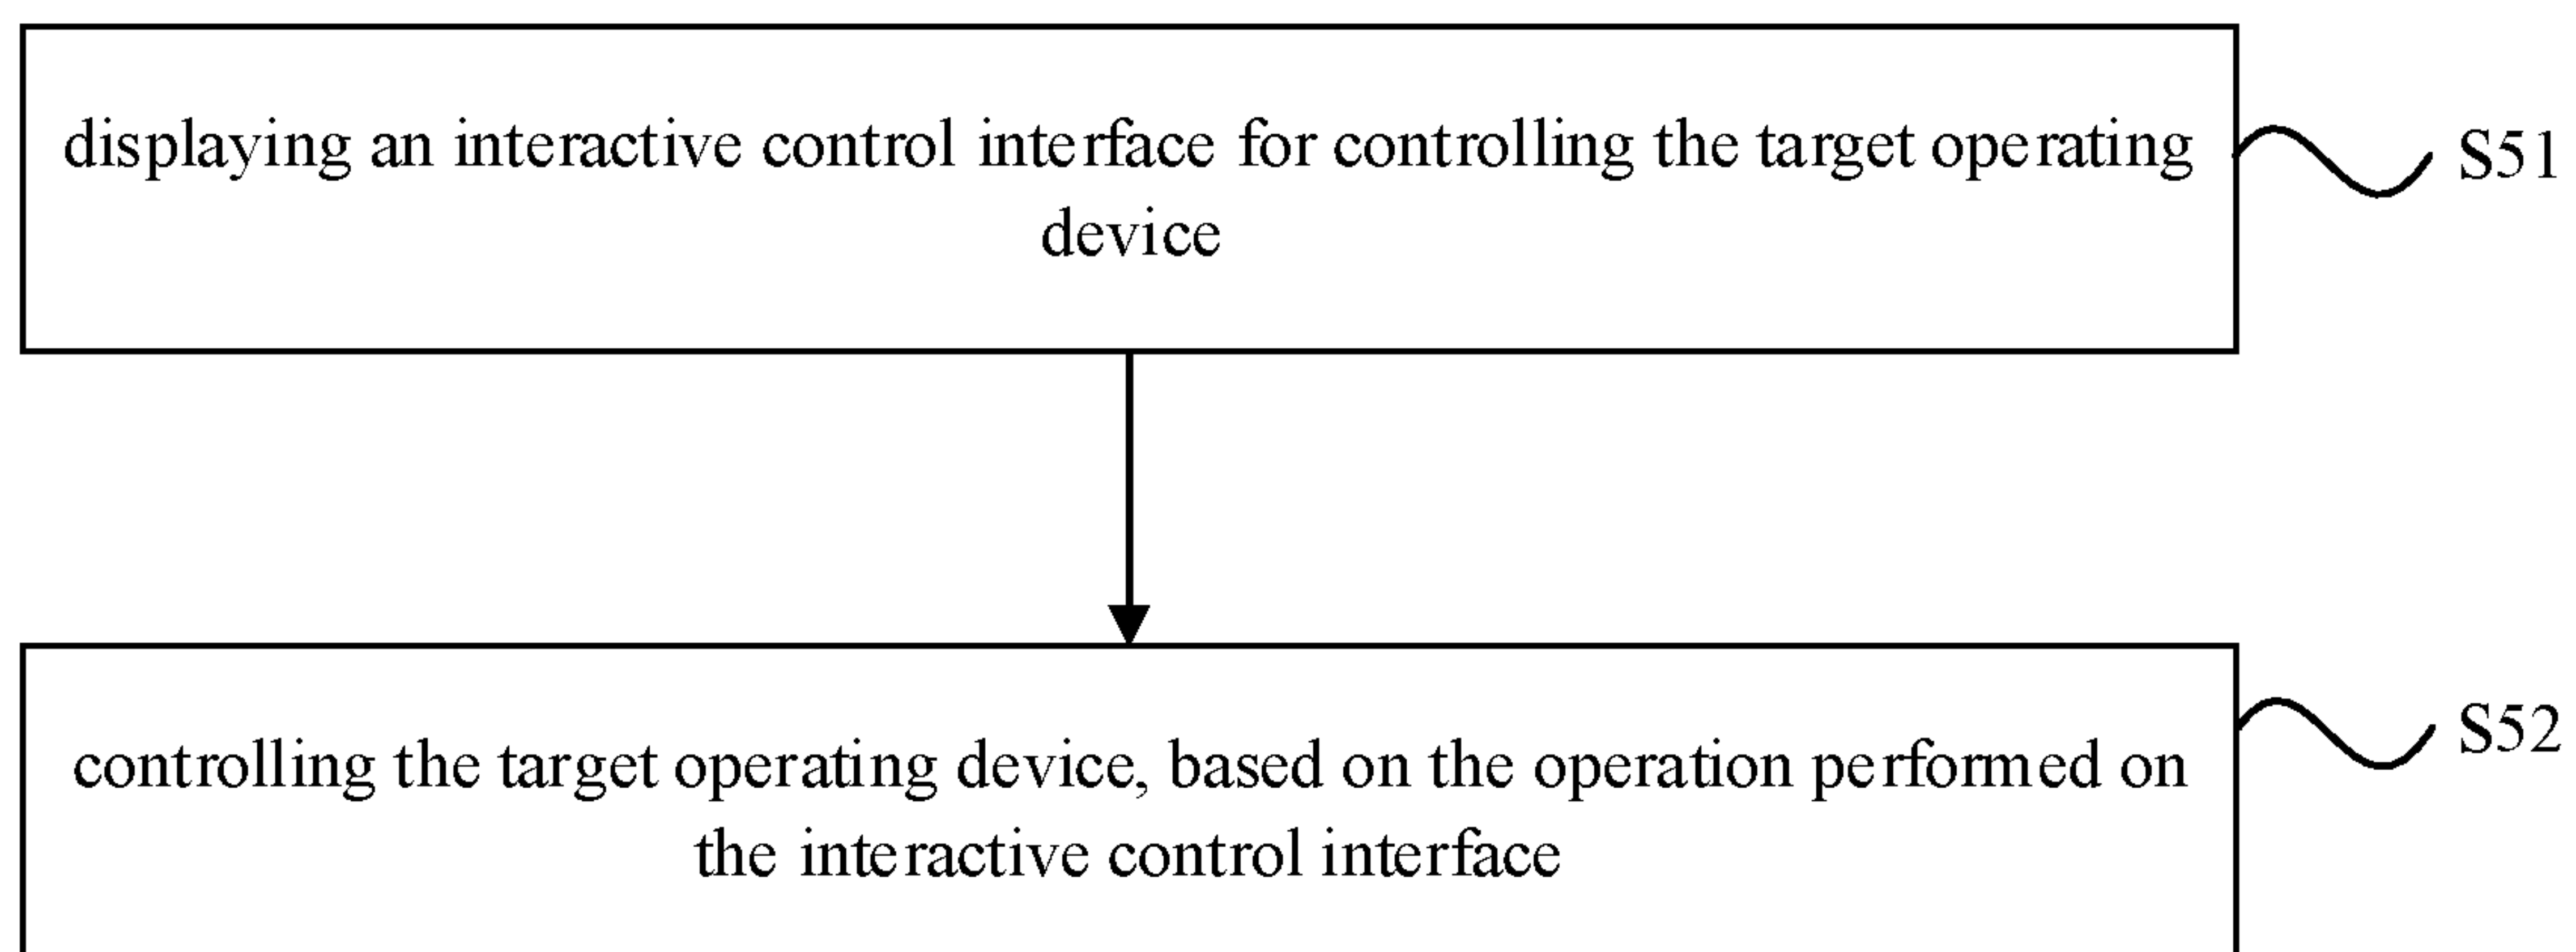 displaying an interactive control interface for controlling the target operating
device
S51
controlling the target operating device, based on the operation performed on
the interactive control interface
S52